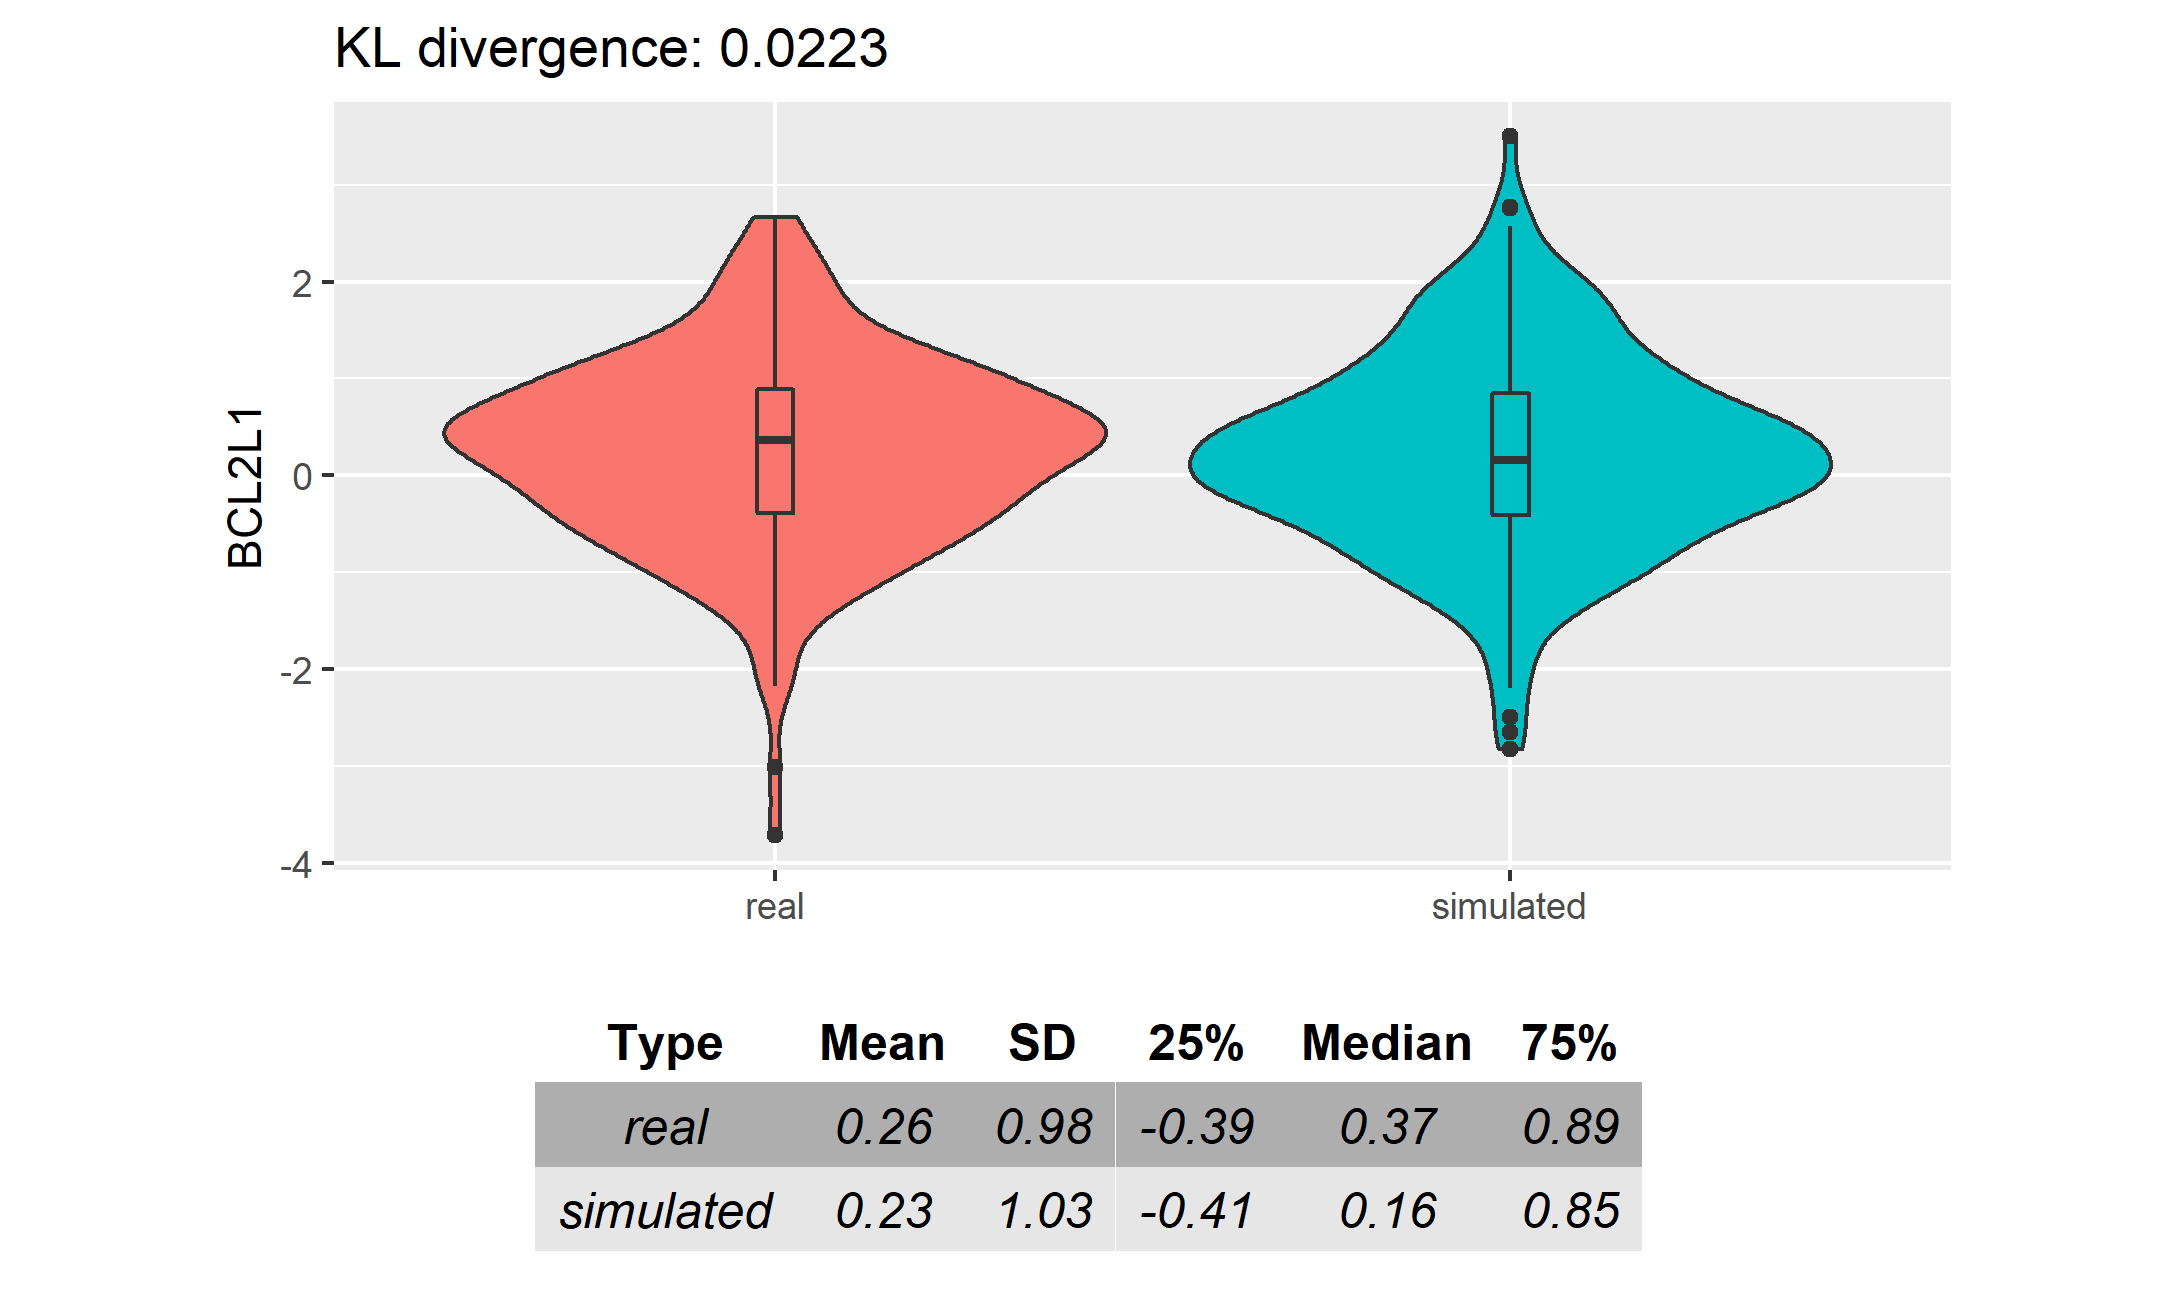 KL divergence: 0.0223
BCL2L1
2
0
-2
-4
real simulated
Type Mean SD 25% Median 75%
real 0.26 0.98 -0.39 0.37 0.89
simulated 0.23 1.03 -0.41 0.16 0.85